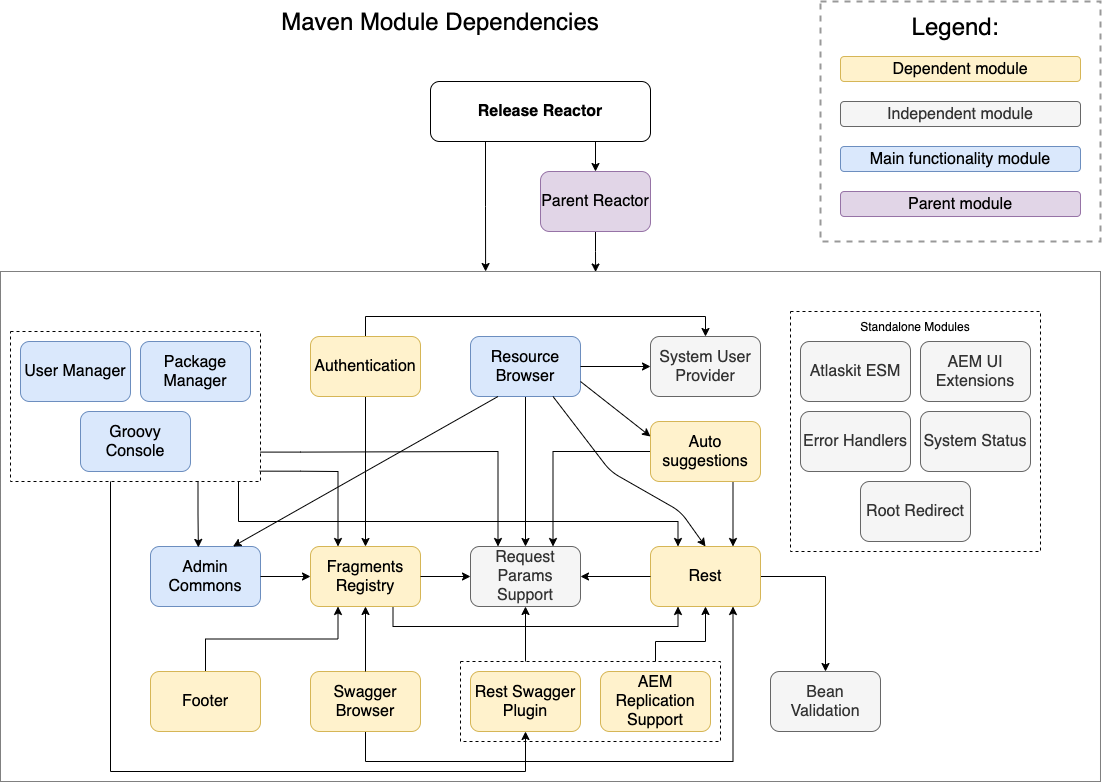 Maven Module Dependencies
Legend:
Dependent module
Independent module
Main functionality module
Parent module
Release Reactor
Parent Reactor
Standalone Modules
User Manager
Package
Manager
Groovy
Console
Authentication
Resource
Browser
System User
Provider
Atlaskit ESM
AEM UI
Extensions
Error Handlers
System Status
Root Redirect
Auto
suggestions
Admin
Commons
Fragments
Registry
Request
Params
Support
Rest
Footer
Swagger
Browser
Rest Swagger
Plugin
AEM
Replication
Support
Bean
Validation